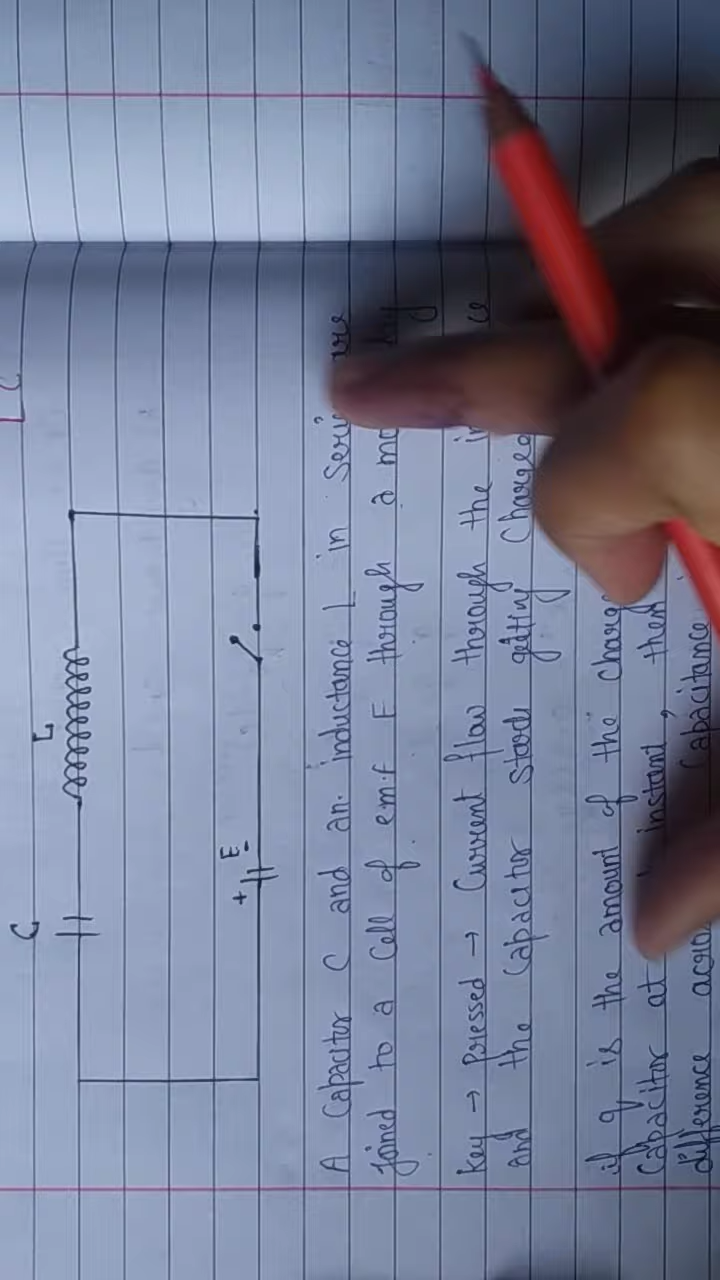 L C
C
L
+ E -
A Capacitor C and an inductance L in Series are
joined to a Cell of e.m.f E through a
Key → Pressed → Current flow through the
and the Capacitor starts getting Charged
if q is the amount of the
Capacitor at instant, then
difference Capacitance